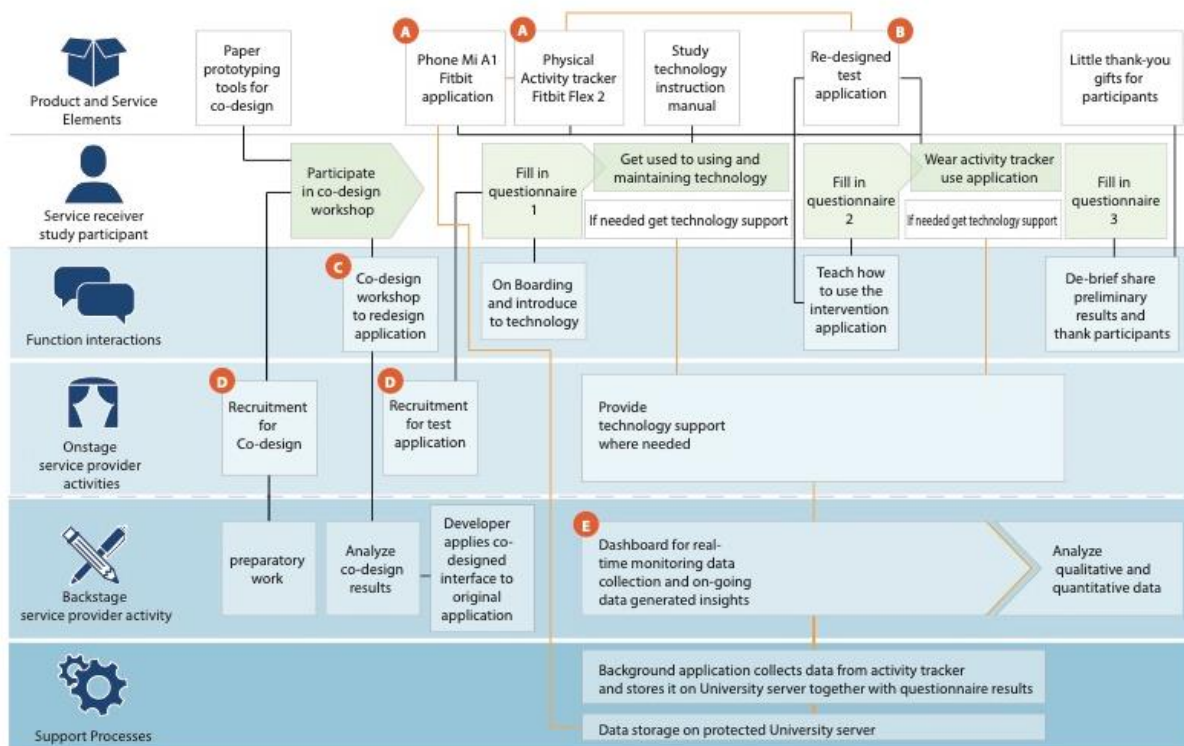 Product and Service
Elements
Paper
prototyping
tools for
co-design
A
Phone Mi A1
Fitbit
application
A
Physical
Activity tracker
Fitbit Flex 2
Study
technology
instruction
manual
B
Re-designed
test
application
Little thank-you
gifts for
participants
Service receiver
study participant
Participate
in co-design
workshop
Fill in
questionnaire
1
Get used to using and
maintaining technology
If needed get technology support
Fill in
questionnaire
2
Wear activity tracker
use application
If needed get technology support
Fill in
questionnaire
3
Function interactions
C
Co-design
workshop
to redesign
application
On Boarding
and introduce
to technology
Teach how
to use the
intervention
application
De-brief share
preliminary
results and
thank participants
Onstage
service provider
activities
D
Recruitment
for
Co-design
D
Recruitment
for test
application
Provide
technology support
where needed
Backstage
service provider activity
preparatory
work
Analyze
co-design
results
Developer
applies co-
designed
interface to
original
application
E
Dashboard for real-
time monitoring data
collection and on-going
data generated insights
Analyze
qualitative and
quantitative data
Support Processes
Background application collects data from activity tracker
and stores it on University server together with questionnaire results
Data storage on protected University server